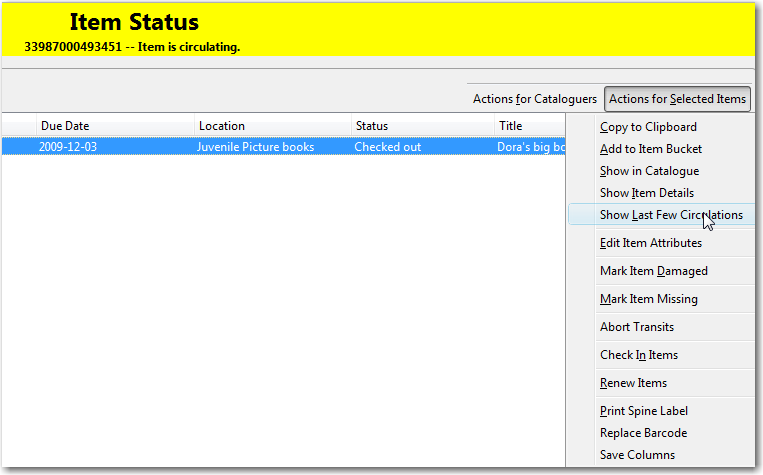 Item Status
33987000493451 -- Item is circulating.
Actions for Cataloguers Actions for Selected Items
Due Date Location Status Title
2009-12-03 Juvenile Picture books Checked out Dora's big bo
Copy to Clipboard
Add to Item Bucket
Show in Catalogue
Show Item Details
Show Last Few Circulations
Edit Item Attributes
Mark Item Damaged
Mark Item Missing
Abort Transits
Check In Items
Renew Items
Print Spine Label
Replace Barcode
Save Columns